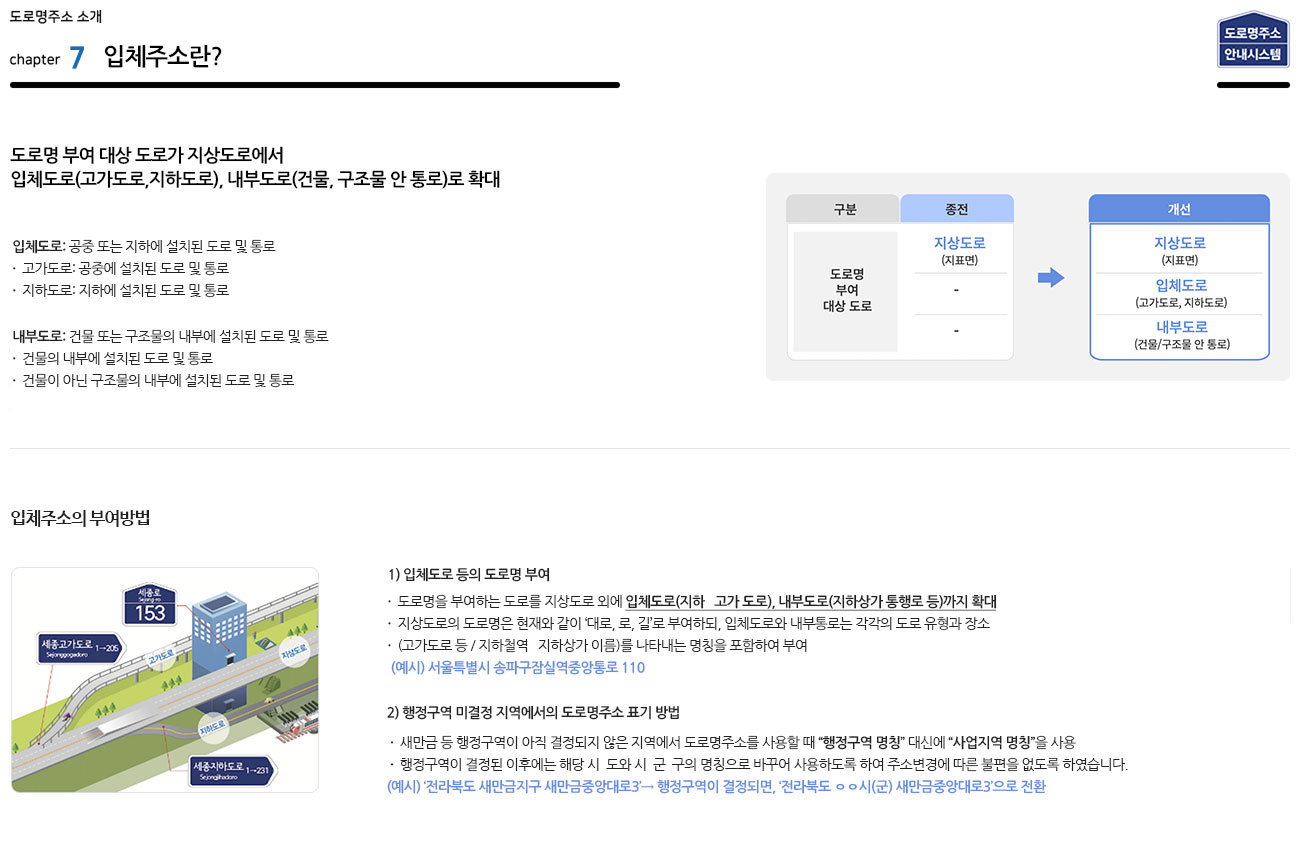 도로명주소 소개
chapter 7 입체주소란?
도로명주소
안내시스템
도로명 부여 대상 도로가 지상도로에서
입체도로(고가도로,지하도로), 내부도로(건물, 구조물 안 통로)로 확대
입체도로: 공중 또는 지하에 설치된 도로 및 통로
· 고가도로: 공중에 설치된 도로 및 통로
· 지하도로: 지하에 설치된 도로 및 통로
내부도로: 건물 또는 구조물의 내부에 설치된 도로 및 통로
· 건물의 내부에 설치된 도로 및 통로
· 건물이 아닌 구조물의 내부에 설치된 도로 및 통로
구분 종전 개선
도로명
부여
대상 도로
지상도로
(지표면)
-
-
지상도로
(지표면)
입체도로
(고가도로, 지하도로)
내부도로
(건물/구조물 안 통로)
입체주소의 부여방법
세종로
Sejong-ro
153
세종고가도로 1→205
Sejonggogadoro
고가도로
지상도로
지하도로
세종지하도로 1→231
Sejongjihadoro
1) 입체도로 등의 도로명 부여
· 도로명을 부여하는 도로를 지상도로 외에 입체도로(지하 고가 도로), 내부도로(지하상가 통행로 등)까지 확대
· 지상도로의 도로명은 현재와 같이 ‘대로, 로, 길’로 부여하되, 입체도로와 내부통로는 각각의 도로 유형과 장소
· (고가도로 등 / 지하철역 지하상가 이름)를 나타내는 명칭을 포함하여 부여
(예시) 서울특별시 송파구잠실역중앙통로 110
2) 행정구역 미결정 지역에서의 도로명주소 표기 방법
· 새만금 등 행정구역이 아직 결정되지 않은 지역에서 도로명주소를 사용할 때 “행정구역 명칭” 대신에 “사업지역 명칭”을 사용
· 행정구역이 결정된 이후에는 해당 시 도와 시 군 구의 명칭으로 바꾸어 사용하도록 하여 주소변경에 따른 불편을 없도록 하였습니다.
(예시) ‘전라북도 새만금지구 새만금중앙대로3’→ 행정구역이 결정되면, ‘전라북도 ㅇㅇ시(군) 새만금중앙대로3’으로 전환